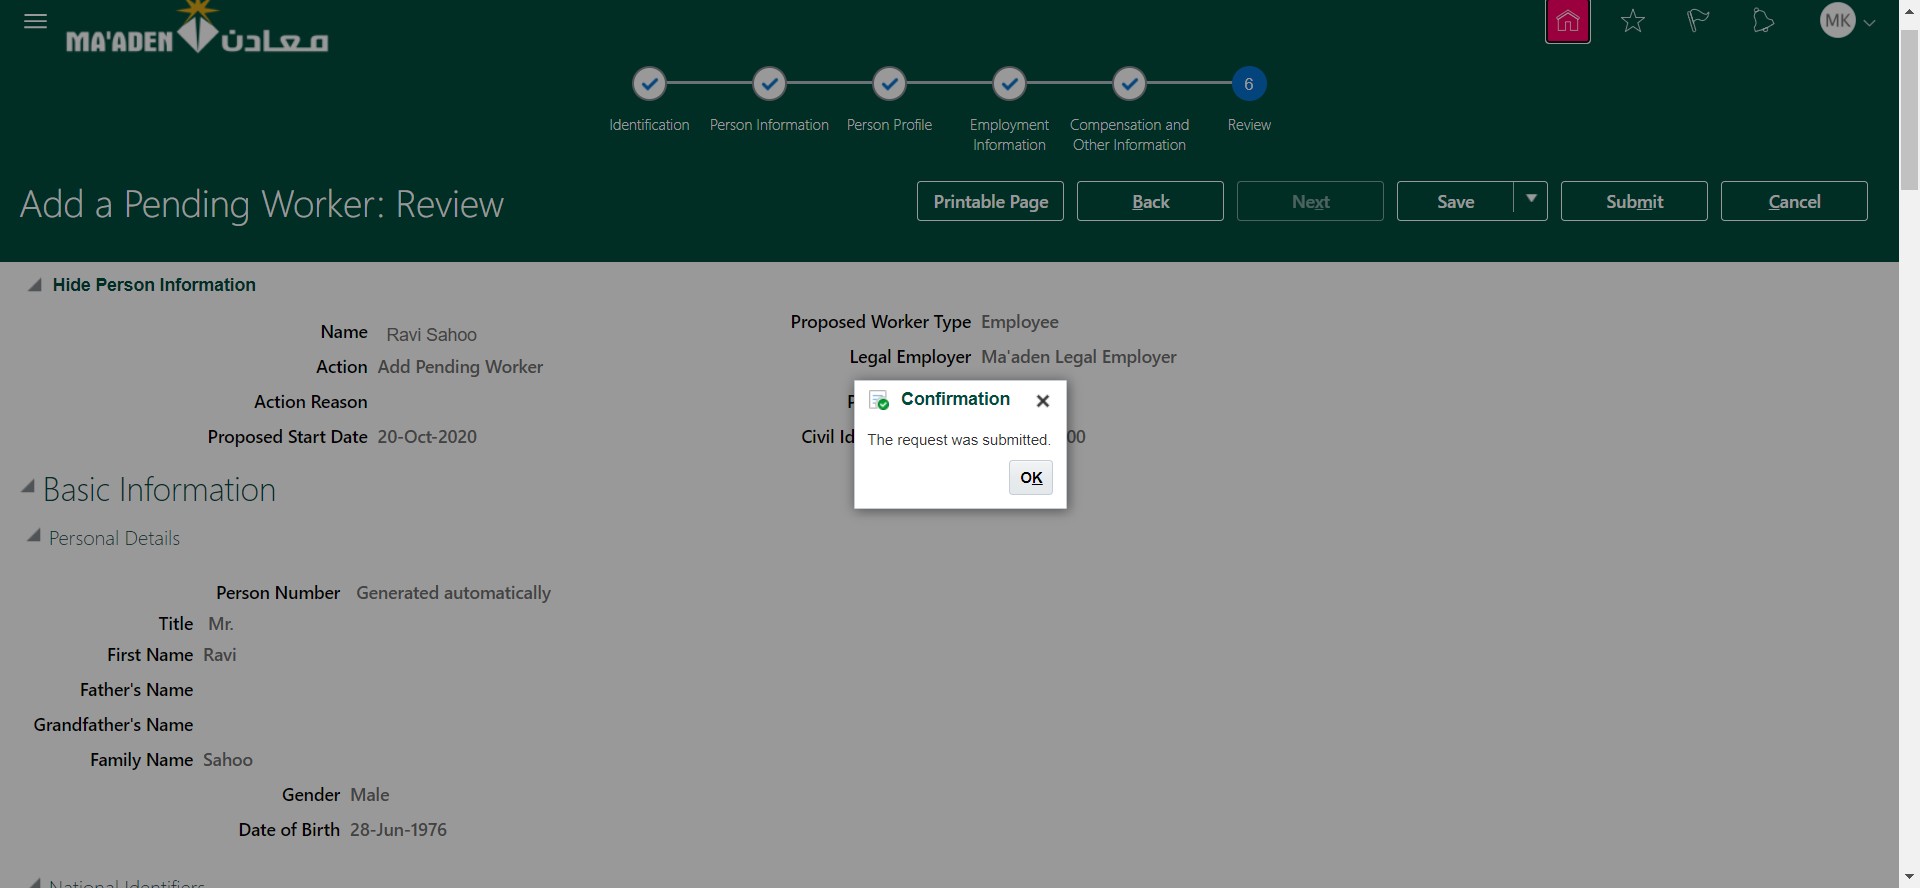 MA'ADEN معادن
MK
6
Identification
Person Information
Person Profile
Employment
Information
Compensation and
Other Information
Review
Add a Pending Worker: Review
Printable Page
Back
Next
Save
Submit
Cancel
Hide Person Information
Name Ravi Sahoo
Action Add Pending Worker
Action Reason
Proposed Start Date 20-Oct-2020
Proposed Worker Type Employee
Legal Employer Ma'aden Legal Employer
P
Civil Id 00
Confirmation
The request was submitted.
OK
Basic Information
Personal Details
Person Number Generated automatically
Title Mr.
First Name Ravi
Father's Name
Grandfather's Name
Family Name Sahoo
Gender Male
Date of Birth 28-Jun-1976
National Identifiers